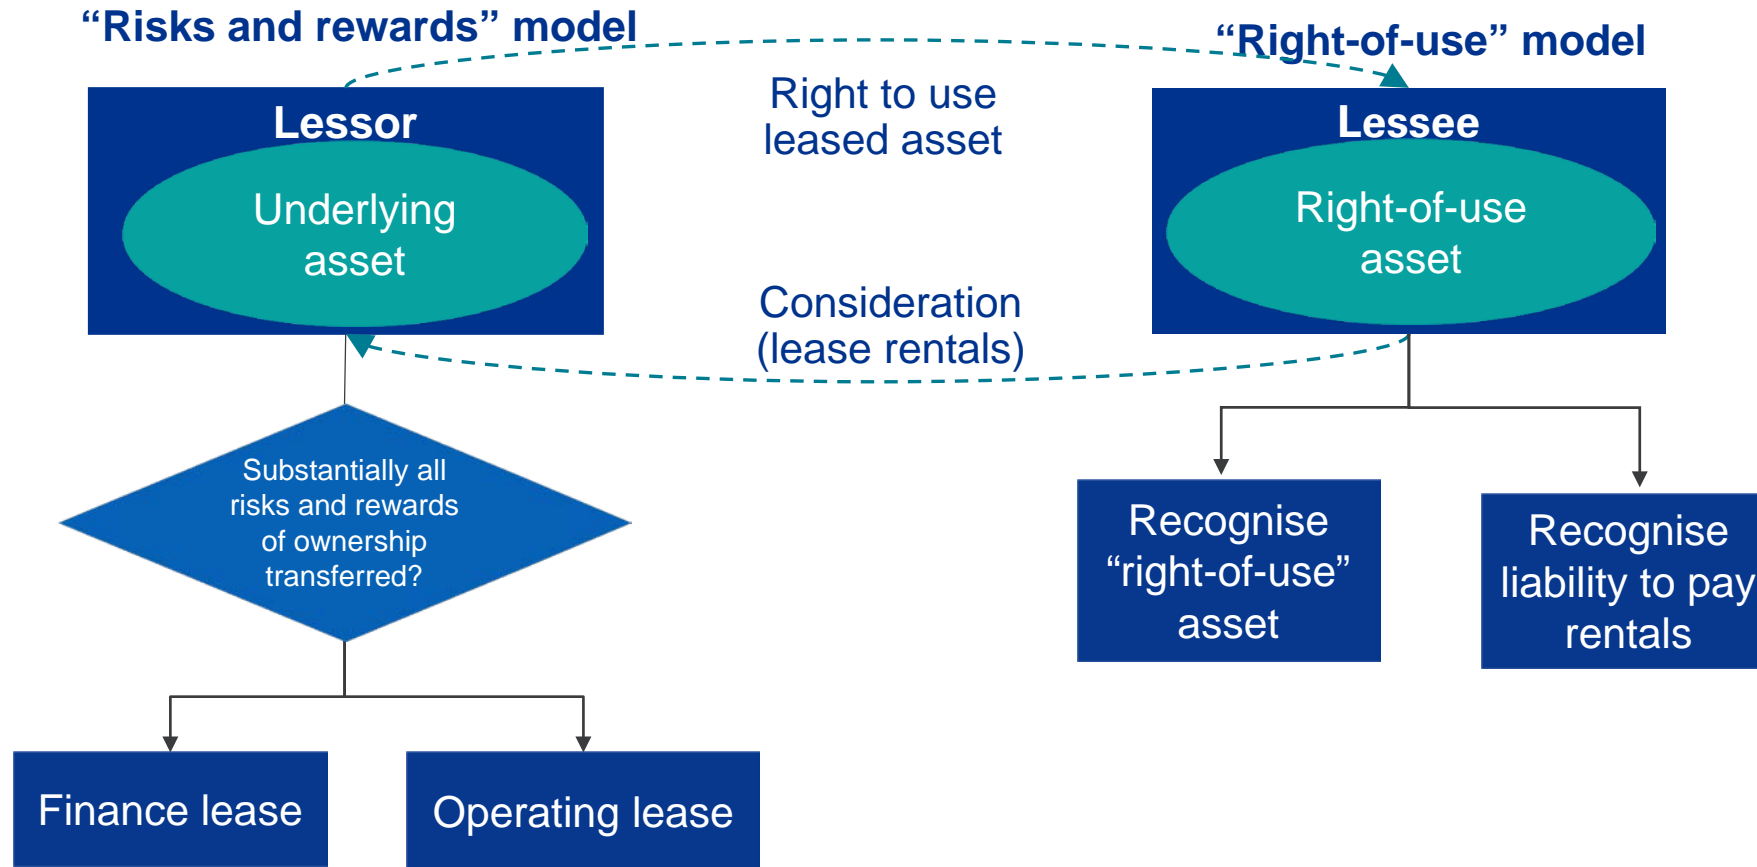 “Risks and rewards” model
“Right-of-use” model
Lessor
Underlying
asset
Right to use
leased asset
Lessee
Right-of-use
asset
Consideration
(lease rentals)
Substantially all
risks and rewards
of ownership
transferred?
Finance lease
Operating lease
Recognise
“right-of-use”
asset
Recognise
liability to pay
rentals